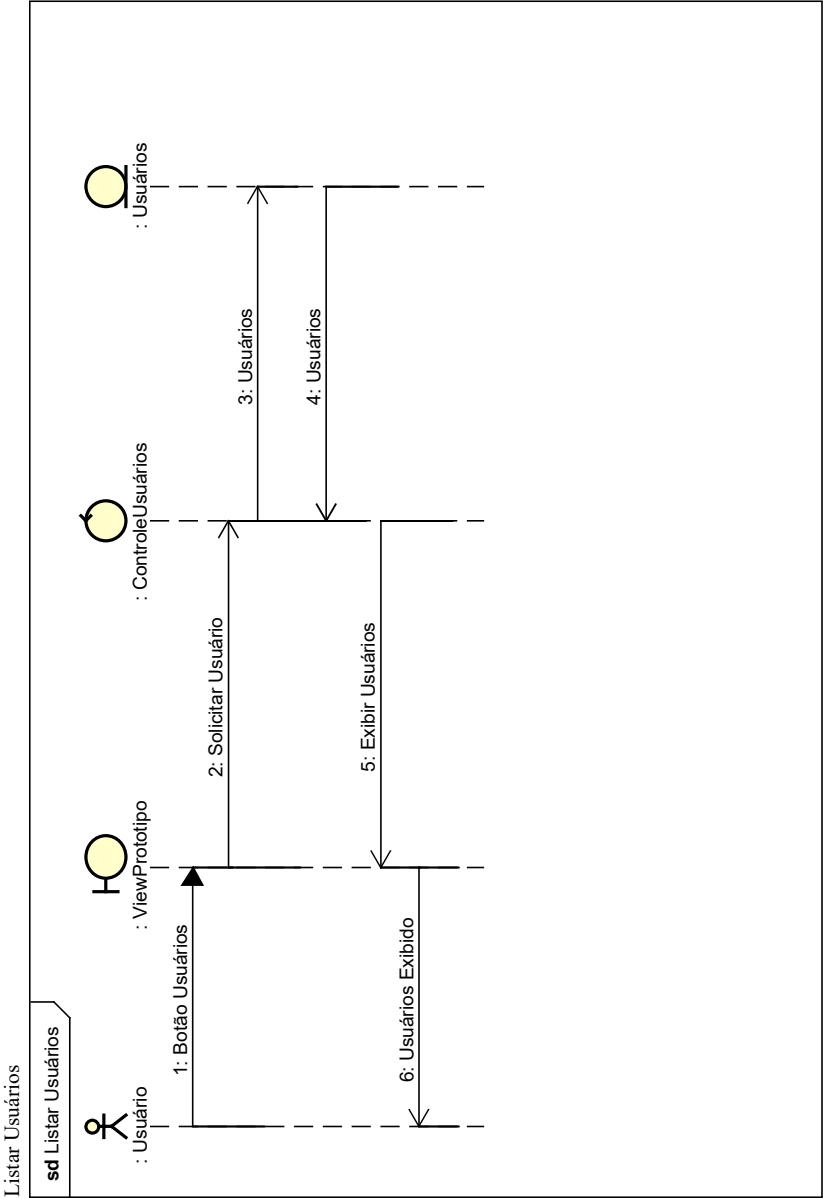 Listar Usuários
sd Listar Usuários
: Usuário
: ViewPrototipo
: ControleUsuários
: Usuários
1: Botão Usuários
2: Solicitar Usuário
3: Usuários
4: Usuários
5: Exibir Usuários
6: Usuários Exibido